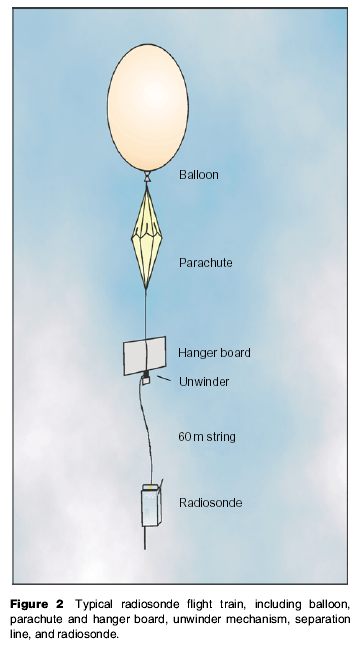 Balloon
Parachute
Hanger board
Unwinder
60 m string
Radiosonde
Figure 2 Typical radiosonde flight train, including balloon,
parachute and hanger board, unwinder mechanism, separation
line, and radiosonde.